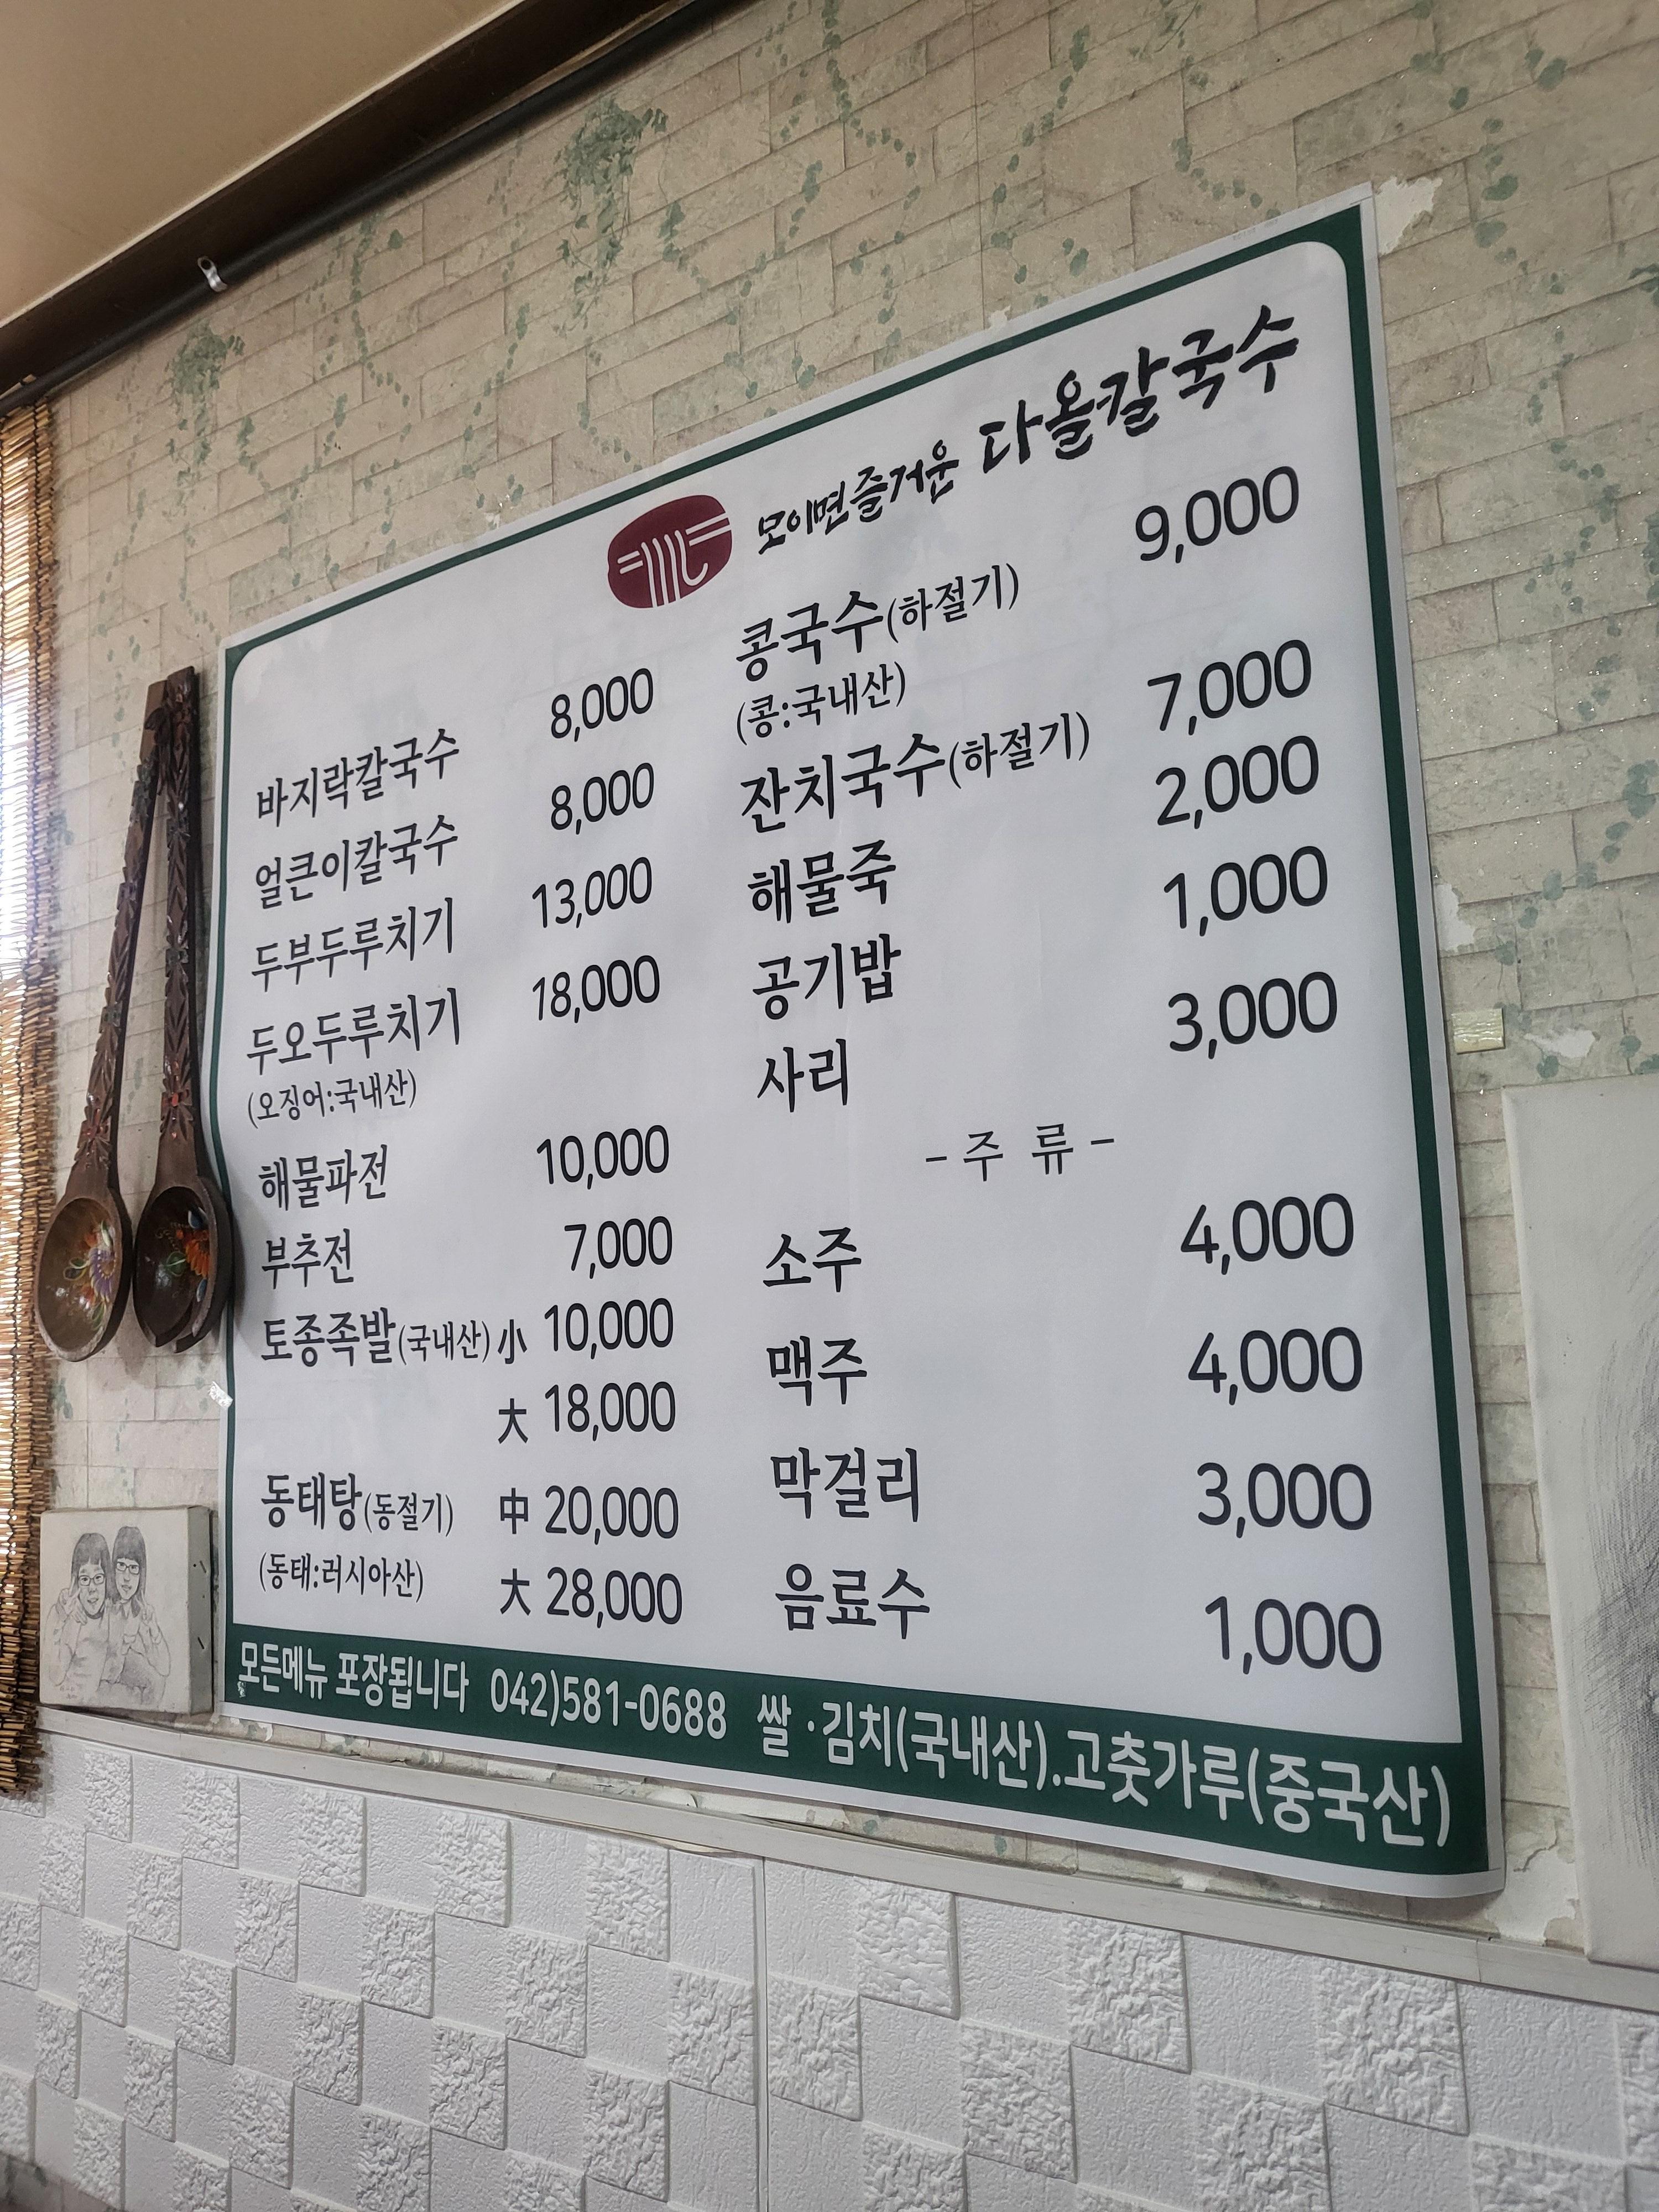 모이면 즐거운 다올칼국수
바지락칼국수 8,000
얼큰이칼국수 8,000
두부두루치기 13,000
두오두루치기 18,000
(오징어:국내산)
해물파전 10,000
부추전 7,000
토종족발(국내산) 小 10,000
大 18,000
동태탕(동절기) 中 20,000
(동태:러시아산) 大 28,000
콩국수(하절기) 9,000
(콩:국내산)
잔치국수(하절기) 7,000
해물죽 2,000
공기밥 1,000
사리 3,000
- 주 류 -
소주 4,000
맥주 4,000
막걸리 3,000
음료수 1,000
모든메뉴 포장됩니다 042)581-0688 쌀·김치(국내산).고춧가루(중국산)